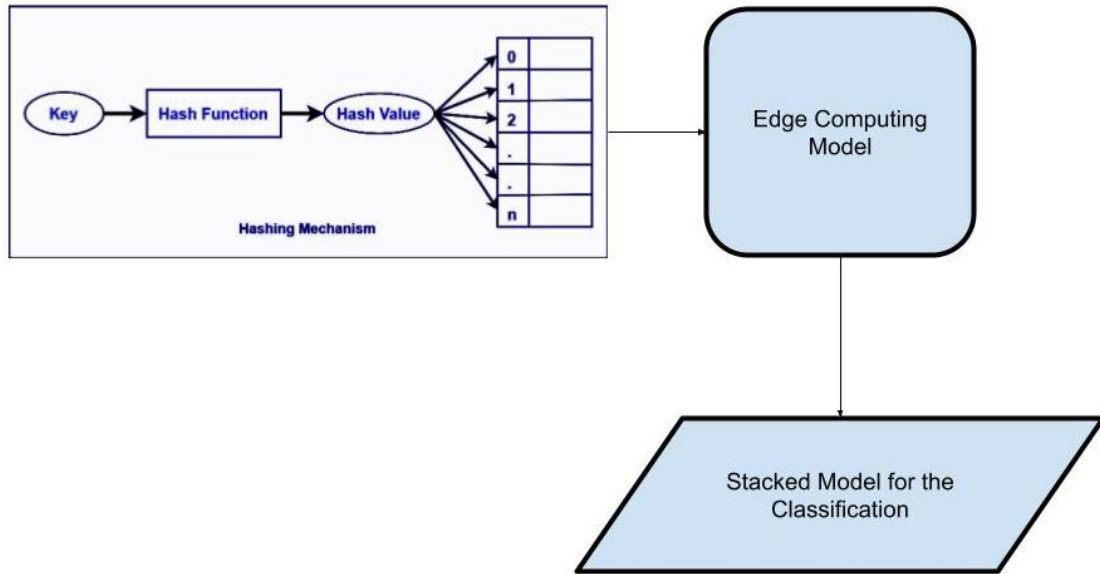 Key
Hash Function
Hash Value
0
1
2
.
.
n
Hashing Mechanism
Edge Computing
Model
Stacked Model for the
Classification